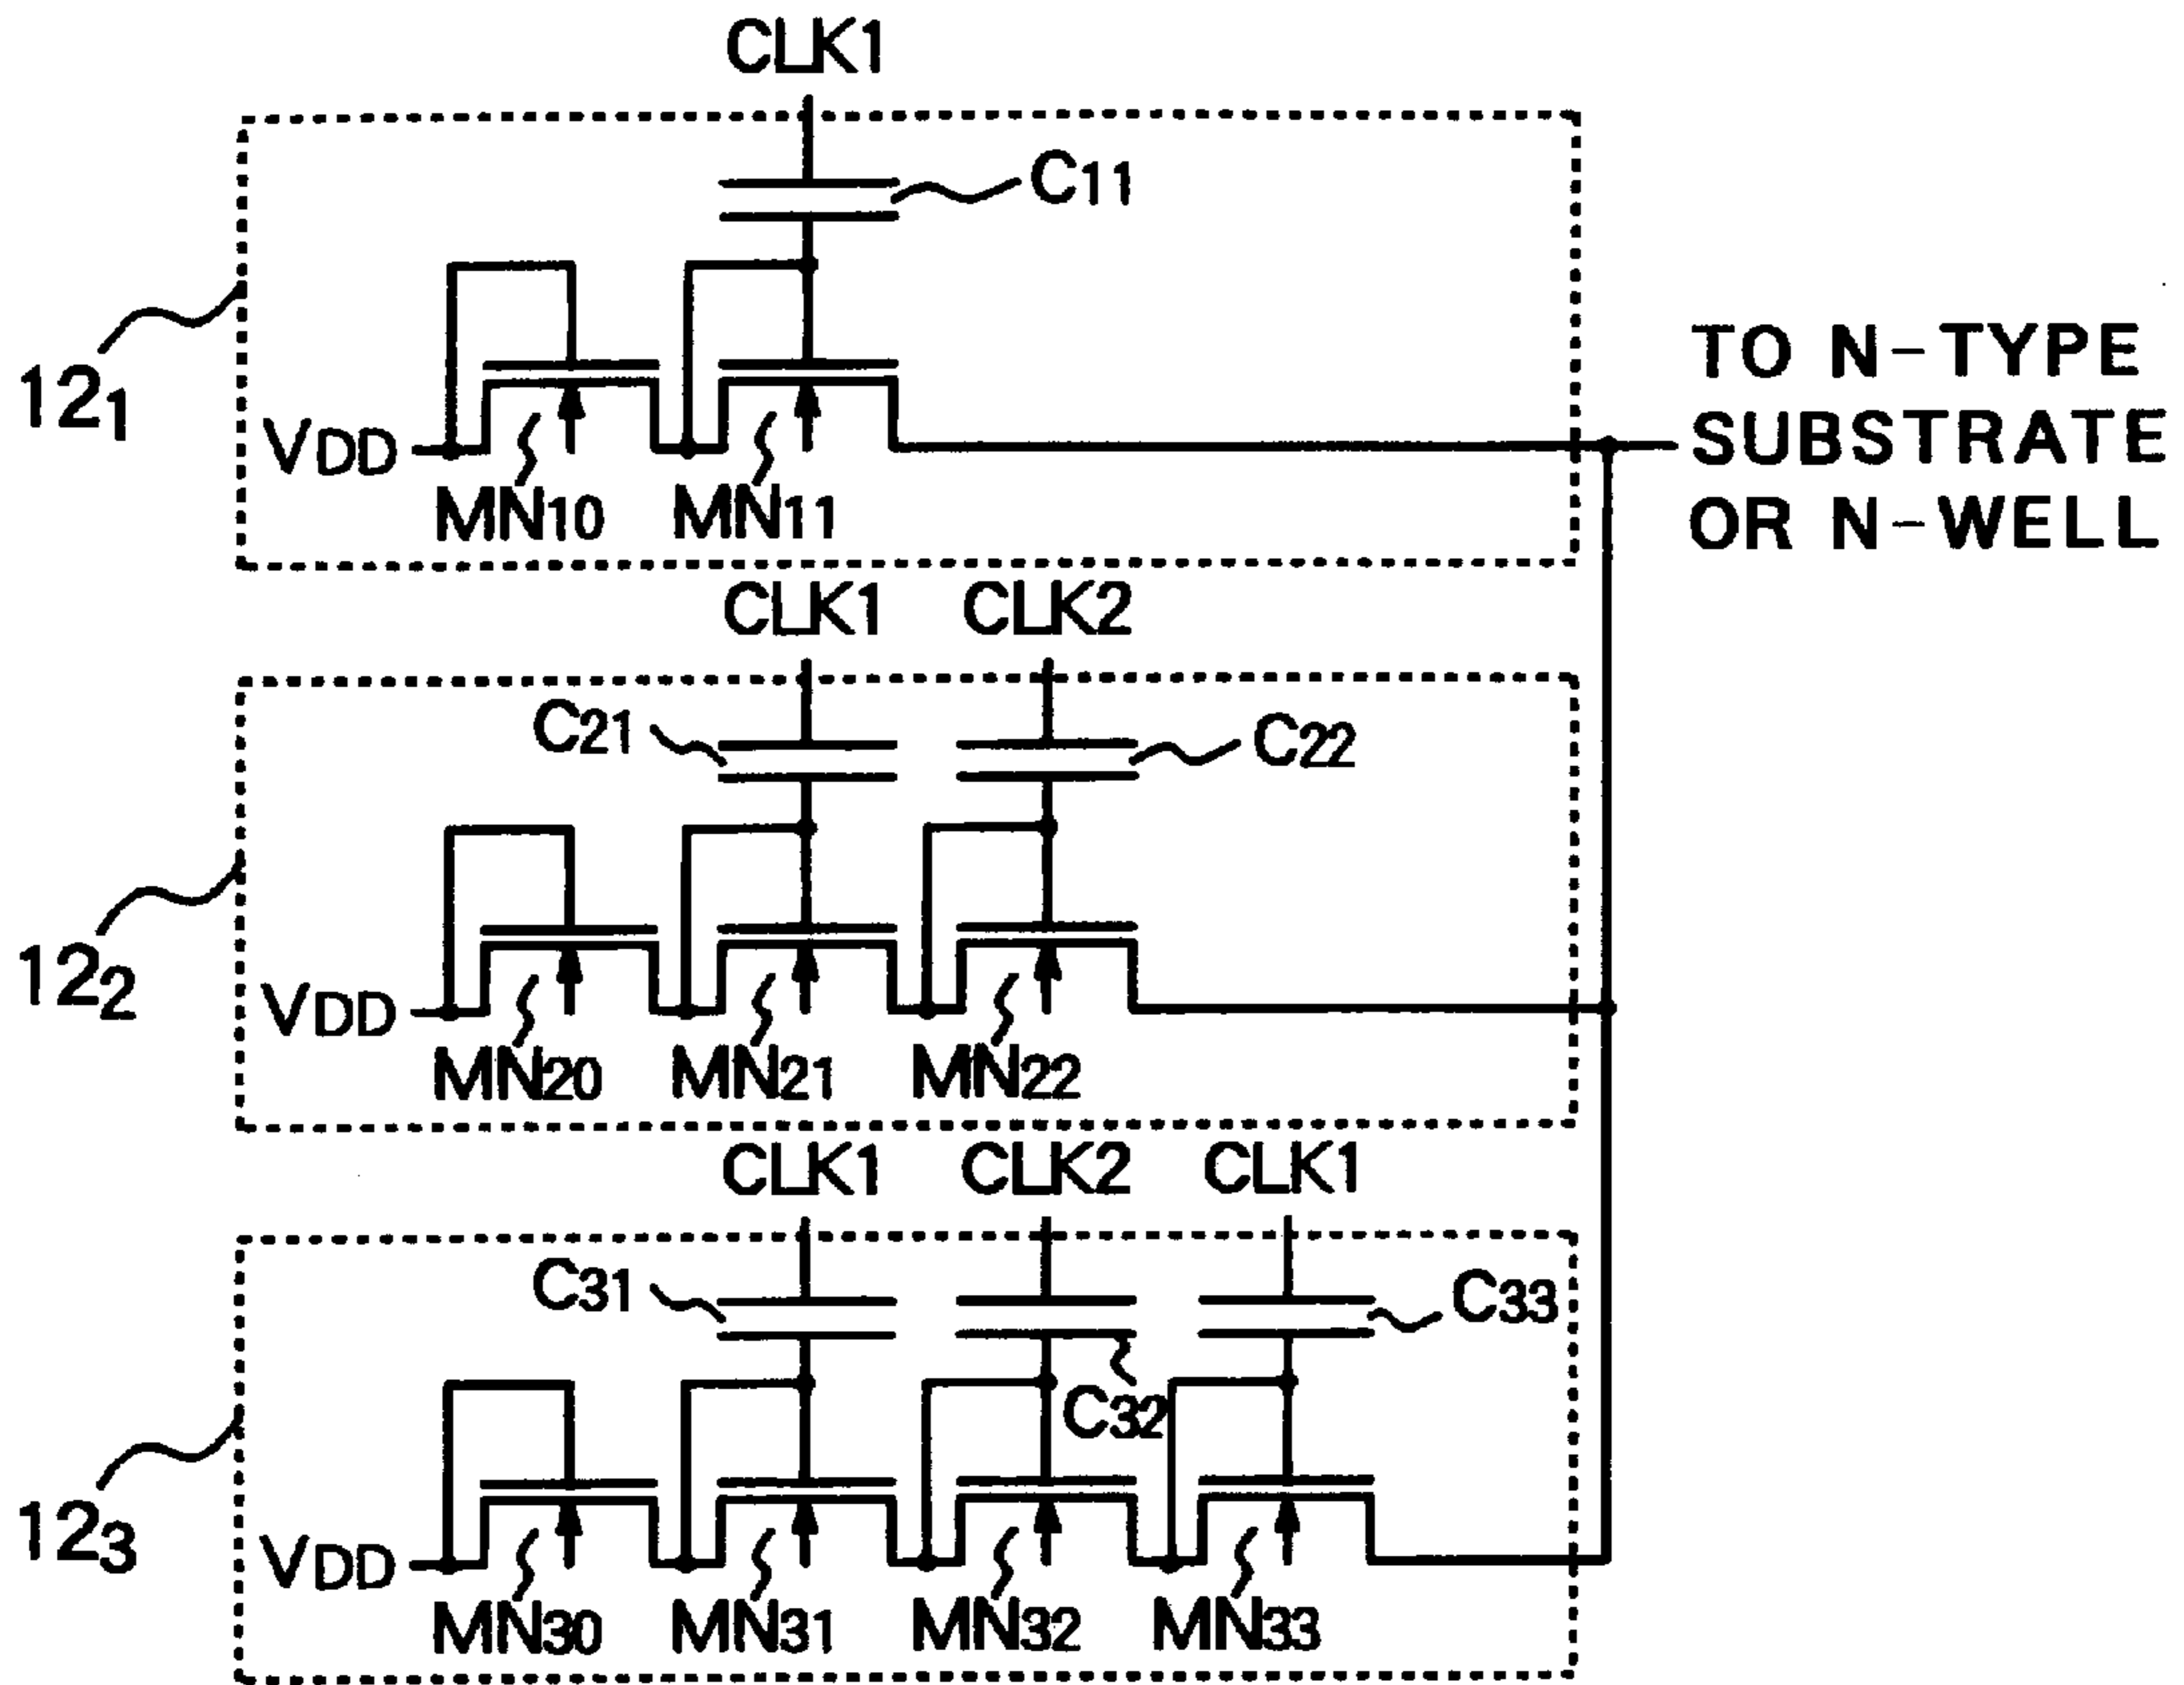 CLK1
C11
121
VDD
MN10 MN11
TO N-TYPE
SUBSTRATE
OR N-WELL
CLK1 CLK2
C21 C22
122
VDD
MN20 MN21 MN22
CLK1 CLK2 CLK1
C31 C33
C32
123
VDD
MN30 MN31 MN32 MN33